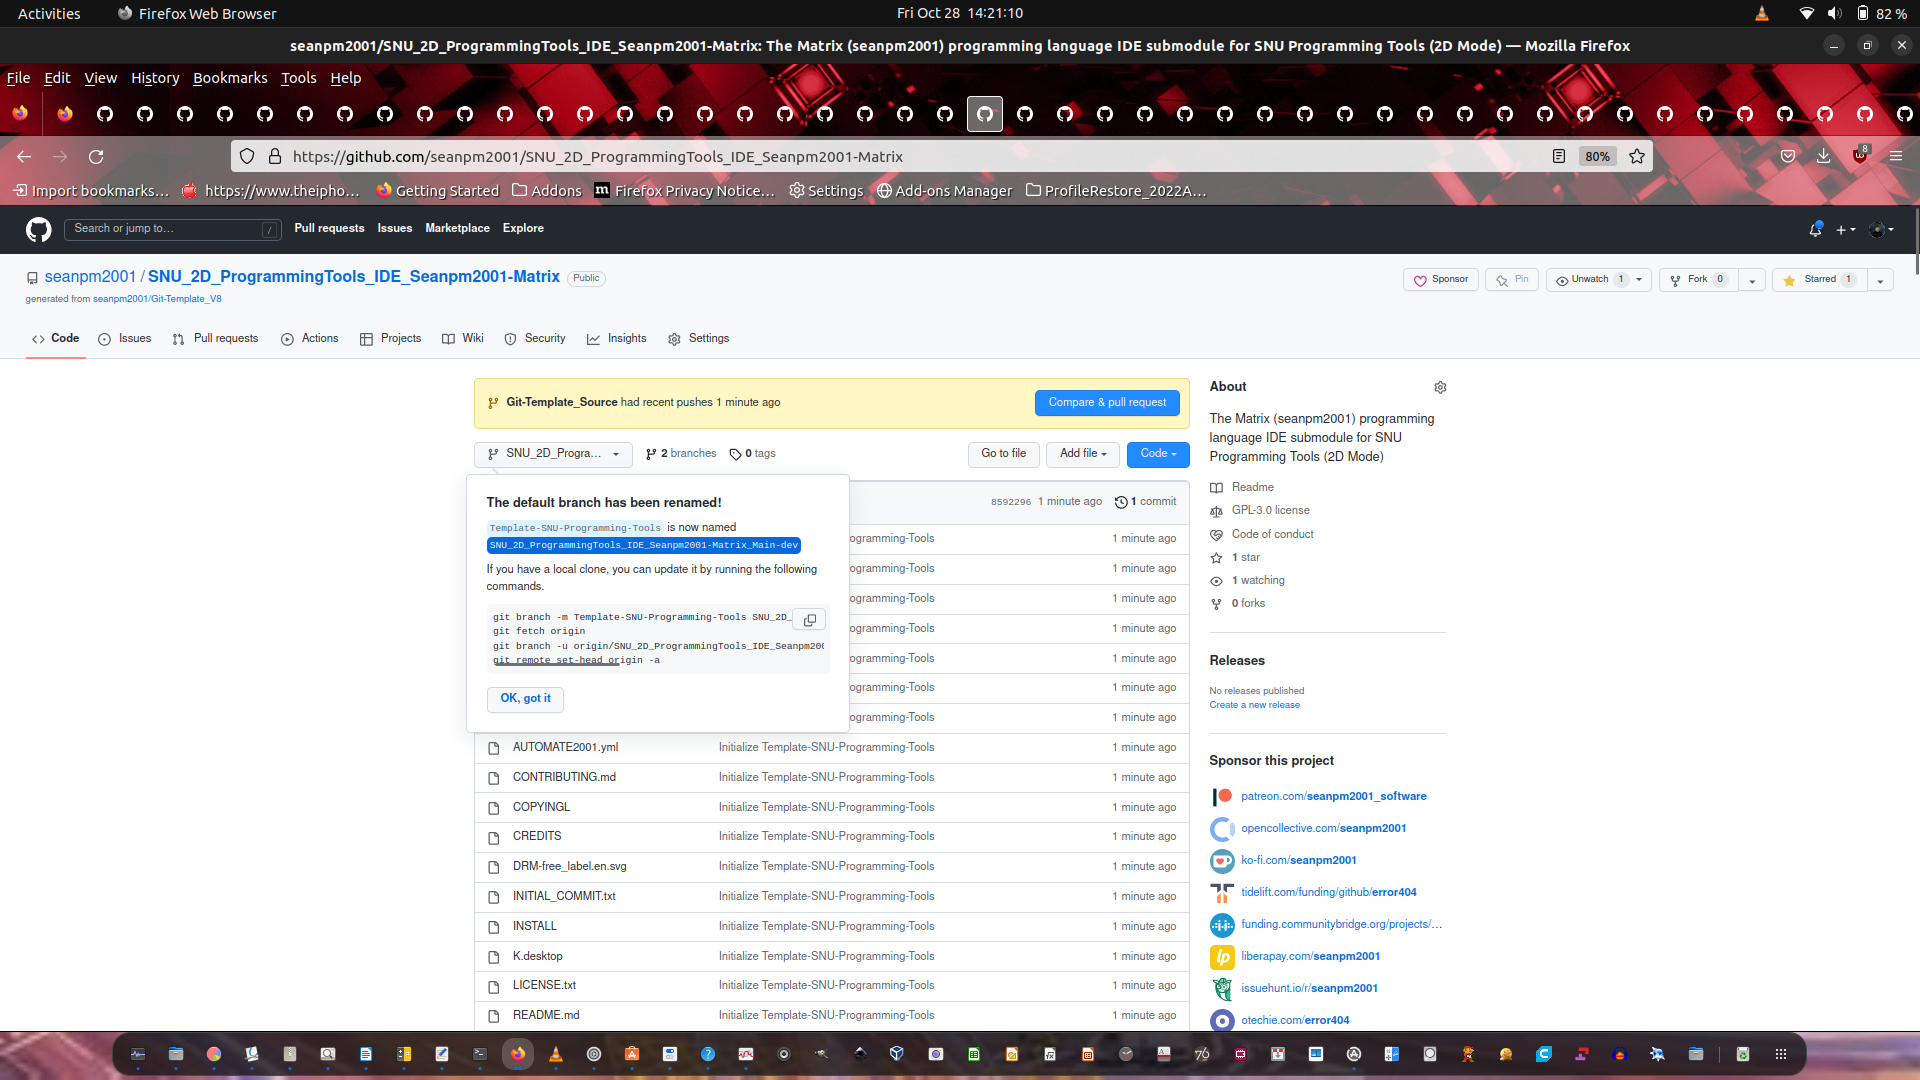 Activities
Firefox Web Browser
Fri Oct 28 14:21:10
82 %
seanpm2001/SNU_2D_ProgrammingTools_IDE_Seanpm2001-Matrix: The Matrix (seanpm2001) programming language IDE submodule for SNU Programming Tools (2D Mode) — Mozilla Firefox
File Edit View History Bookmarks Tools Help
https://github.com/seanpm2001/SNU_2D_ProgrammingTools_IDE_Seanpm2001-Matrix
80%
8
Import bookmarks…
https://www.theipho…
Getting Started
Addons
Firefox Privacy Notice…
Settings
Add-ons Manager
ProfileRestore_2022A…
Search or jump to…
/
Pull requests Issues Marketplace Explore
seanpm2001 / SNU_2D_ProgrammingTools_IDE_Seanpm2001-Matrix Public
Sponsor
Pin
Unwatch 1
Fork 0
Starred 1
generated from seanpm2001/Git-Template_V8
Code
Issues
Pull requests
Actions
Projects
Wiki
Security
Insights
Settings
Git-Template_Source had recent pushes 1 minute ago
Compare & pull request
SNU_2D_Progra…
2 branches
0 tags
Go to file
Add file
Code
The default branch has been renamed!
Template-SNU-Programming-Tools is now named
SNU_2D_ProgrammingTools_IDE_Seanpm2001-Matrix_Main-dev
If you have a local clone, you can update it by running the following
commands.
git branch -m Template-SNU-Programming-Tools SNU_2D_
git fetch origin
git branch -u origin/SNU_2D_ProgrammingTools_IDE_Seanpm200
git remote set-head origin -a
OK, got it
8592296 1 minute ago 1 commit
ogramming-Tools 1 minute ago
ogramming-Tools 1 minute ago
ogramming-Tools 1 minute ago
ogramming-Tools 1 minute ago
ogramming-Tools 1 minute ago
ogramming-Tools 1 minute ago
ogramming-Tools 1 minute ago
AUTOMATE2001.yml Initialize Template-SNU-Programming-Tools 1 minute ago
CONTRIBUTING.md Initialize Template-SNU-Programming-Tools 1 minute ago
COPYINGL Initialize Template-SNU-Programming-Tools 1 minute ago
CREDITS Initialize Template-SNU-Programming-Tools 1 minute ago
DRM-free_label.en.svg Initialize Template-SNU-Programming-Tools 1 minute ago
INITIAL_COMMIT.txt Initialize Template-SNU-Programming-Tools 1 minute ago
INSTALL Initialize Template-SNU-Programming-Tools 1 minute ago
K.desktop Initialize Template-SNU-Programming-Tools 1 minute ago
LICENSE.txt Initialize Template-SNU-Programming-Tools 1 minute ago
README.md Initialize Template-SNU-Programming-Tools 1 minute ago
About
The Matrix (seanpm2001) programming
language IDE submodule for SNU
Programming Tools (2D Mode)
Readme
GPL-3.0 license
Code of conduct
1 star
1 watching
0 forks
Releases
No releases published
Create a new release
Sponsor this project
patreon.com/seanpm2001_software
opencollective.com/seanpm2001
ko-fi.com/seanpm2001
tidelift.com/funding/github/error404
funding.communitybridge.org/projects/…
liberapay.com/seanpm2001
issuehunt.io/r/seanpm2001
otechie.com/error404